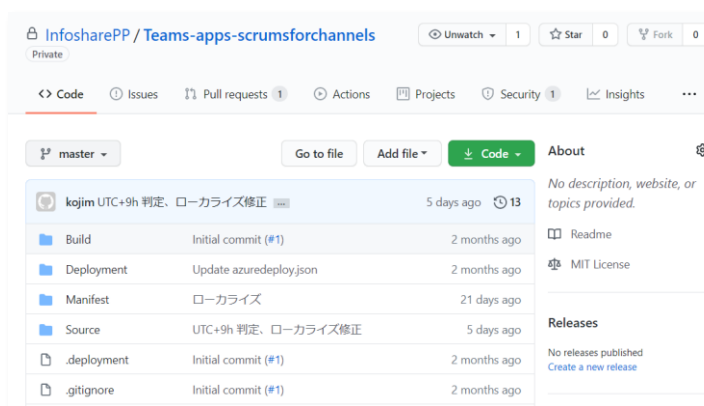 InfosharePP / Teams-apps-scrumsforchannels
Unwatch 1 Star 0 Fork 0
Private
Code Issues Pull requests 1 Actions Projects Security 1 Insights ...
master Go to file Add file Code
kojim UTC+9h 判定、ローカライズ修正 ... 5 days ago 13
Build Initial commit (#1) 2 months ago
Deployment Update azuredeploy.json 2 months ago
Manifest ローカライズ 21 days ago
Source UTC+9h 判定、ローカライズ修正 5 days ago
.deployment Initial commit (#1) 2 months ago
.gitignore Initial commit (#1) 2 months ago
About
No description, website, or
topics provided.
Readme
MIT License
Releases
No releases published
Create a new release